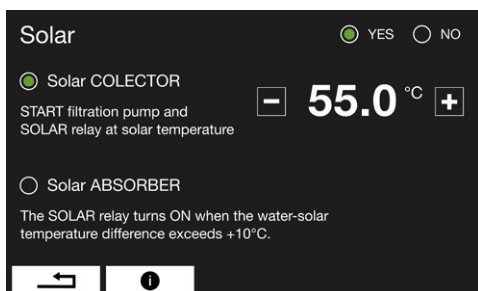 Solar
YES
NO
Solar COLECTOR
START filtration pump and
SOLAR relay at solar temperature
- 55.0 °C +
Solar ABSORBER
The SOLAR relay turns ON when the water-solar
temperature difference exceeds +10°C.
i